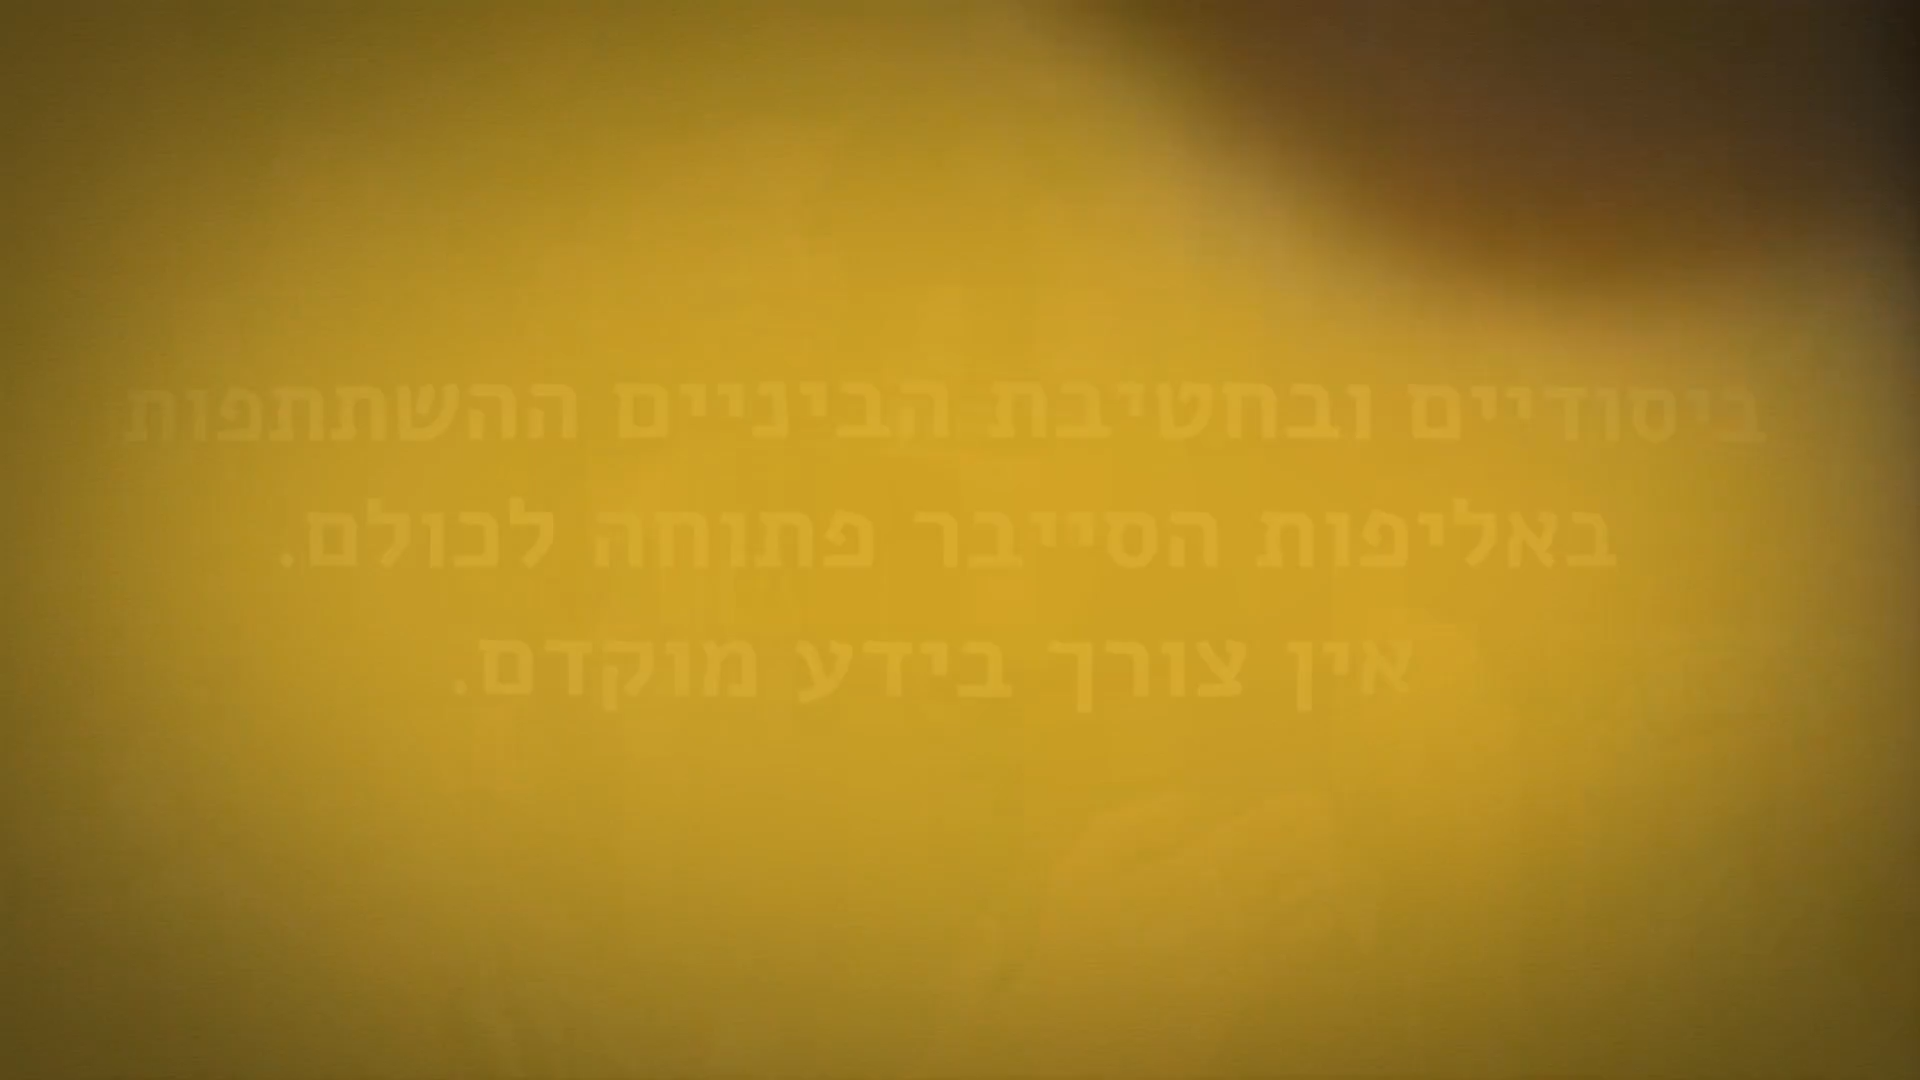 ביסודיים ובחטיבת הביניים ההשתתפות
באליפות הסייבר פתוחה לכולם.
אין צורך בידע מוקדם.